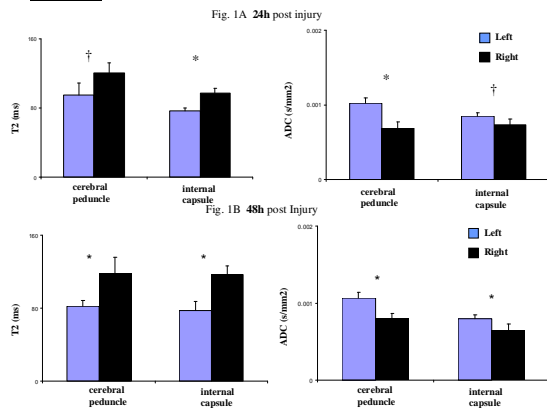 Fig. 1A 24h post injury
160
80
0
T2 (ms)
†
*
cerebral peduncle
internal capsule
0.002
0.001
0
ADC (s/mm2)
Left
Right
*
†
cerebral peduncle
internal capsule
Fig. 1B 48h post Injury
160
80
0
T2 (ms)
*
*
cerebral peduncle
internal capsule
0.002
0.001
0.000
ADC (s/mm2)
Left
Right
*
*
cerebral peduncle
internal capsule